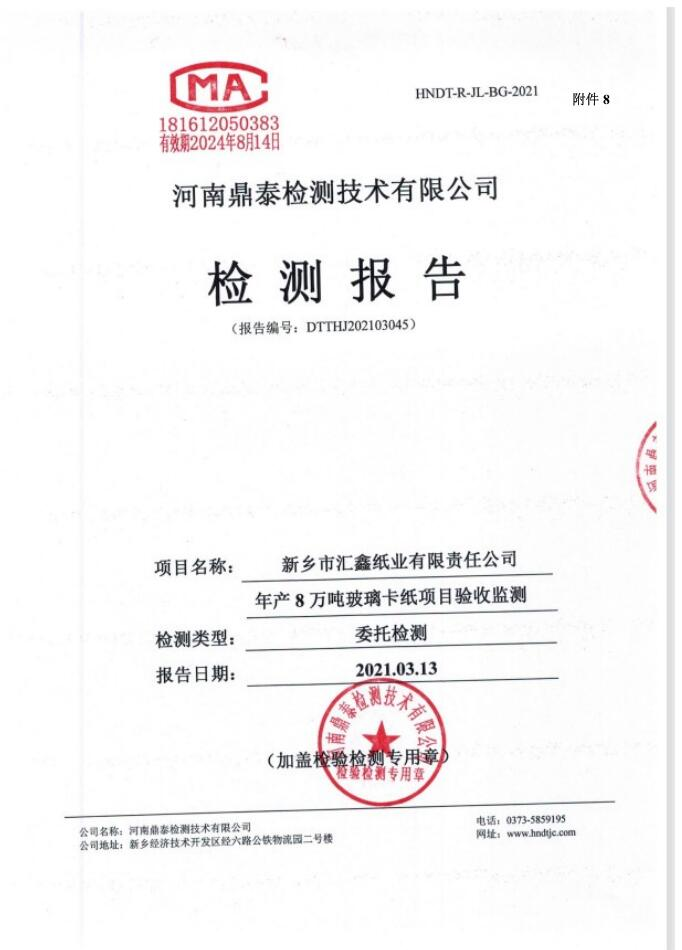 MA
181612050383
有效期2024年8月14日
HNDT-R-JL-BG-2021
附件 8
河南鼎泰检测技术有限公司
检测报告
（报告编号：DTTHJ202103045）
项目名称：新乡市汇鑫纸业有限责任公司
年产 8 万吨玻璃卡纸项目验收监测
检测类型：委托检测
报告日期：2021.03.13
河南鼎泰检测技术有限公司
（加盖检验检测专用章）
检验检测专用章
公司名称：河南鼎泰检测技术有限公司
公司地址：新乡经济技术开发区经六路公铁物流园二号楼
电话：0373-5859195
网址：www.hndtjc.com